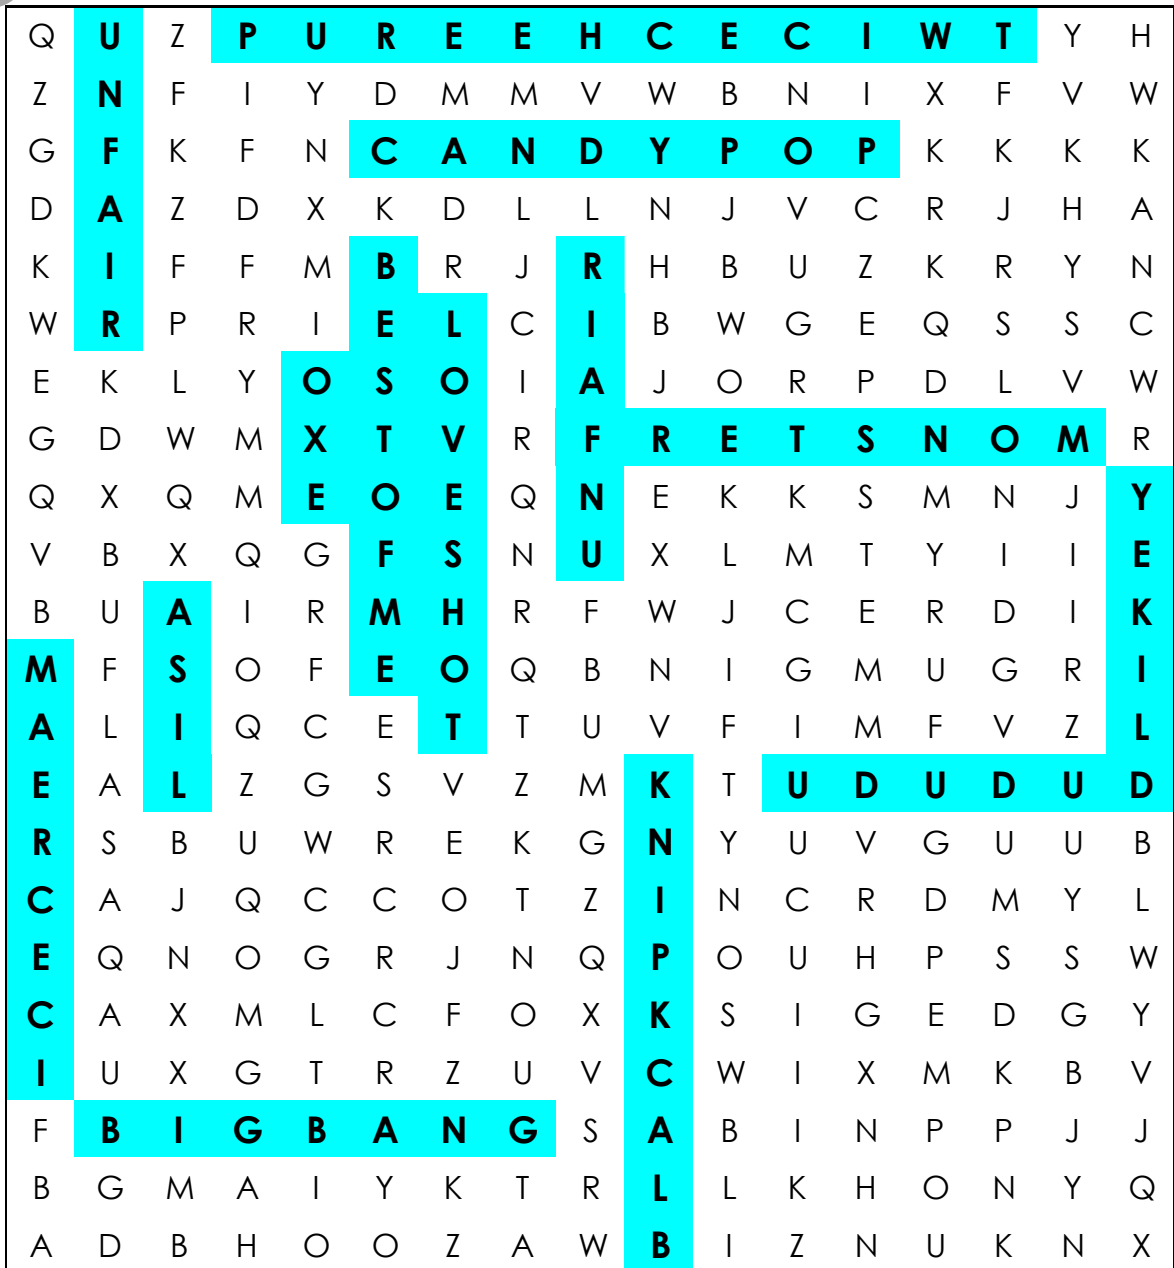 Q U Z P U R E E H C E C I W T Y H
Z N F I Y D M M V W B N I X F V W
G F K F N C A N D Y P O P K K K K
D A Z D X K D L L N J V C R J H A
K I F F M B R J R H B U Z K R Y N
W R P R I E L C I B W G E Q S S C
E K L Y O S O I A J O R P D L V W
G D W M X T V R F R E T S N O M R
Q X Q M E O E Q N E K K S M N J Y
V B X Q G F S N U X L M T Y I I E
B U A I R M H R F W J C E R D I K
M F S O F E O Q B N I G M U G R I
A L I Q C E T T U V F I M F V Z L
E A L Z G S V Z M K T U D U D U D
R S B U W R E K G N Y U V G U U B
C A J Q C C O T Z I N C R D M Y L
E Q N O G R J N Q P O U H P S S W
C A X M L C F O X K S I G E D G Y
I U X G T R Z U V C W I X M K B V
F B I G B A N G S A B I N P P J J
B G M A I Y K T R L L K H O N Y Q
A D B H O O Z A W B I Z N U K N X